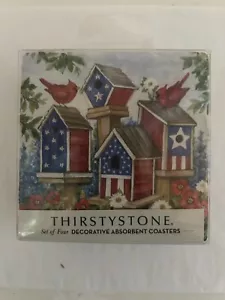 THIRSTYSTONE®
Set of Four DECORATIVE ABSORBENT COASTERS